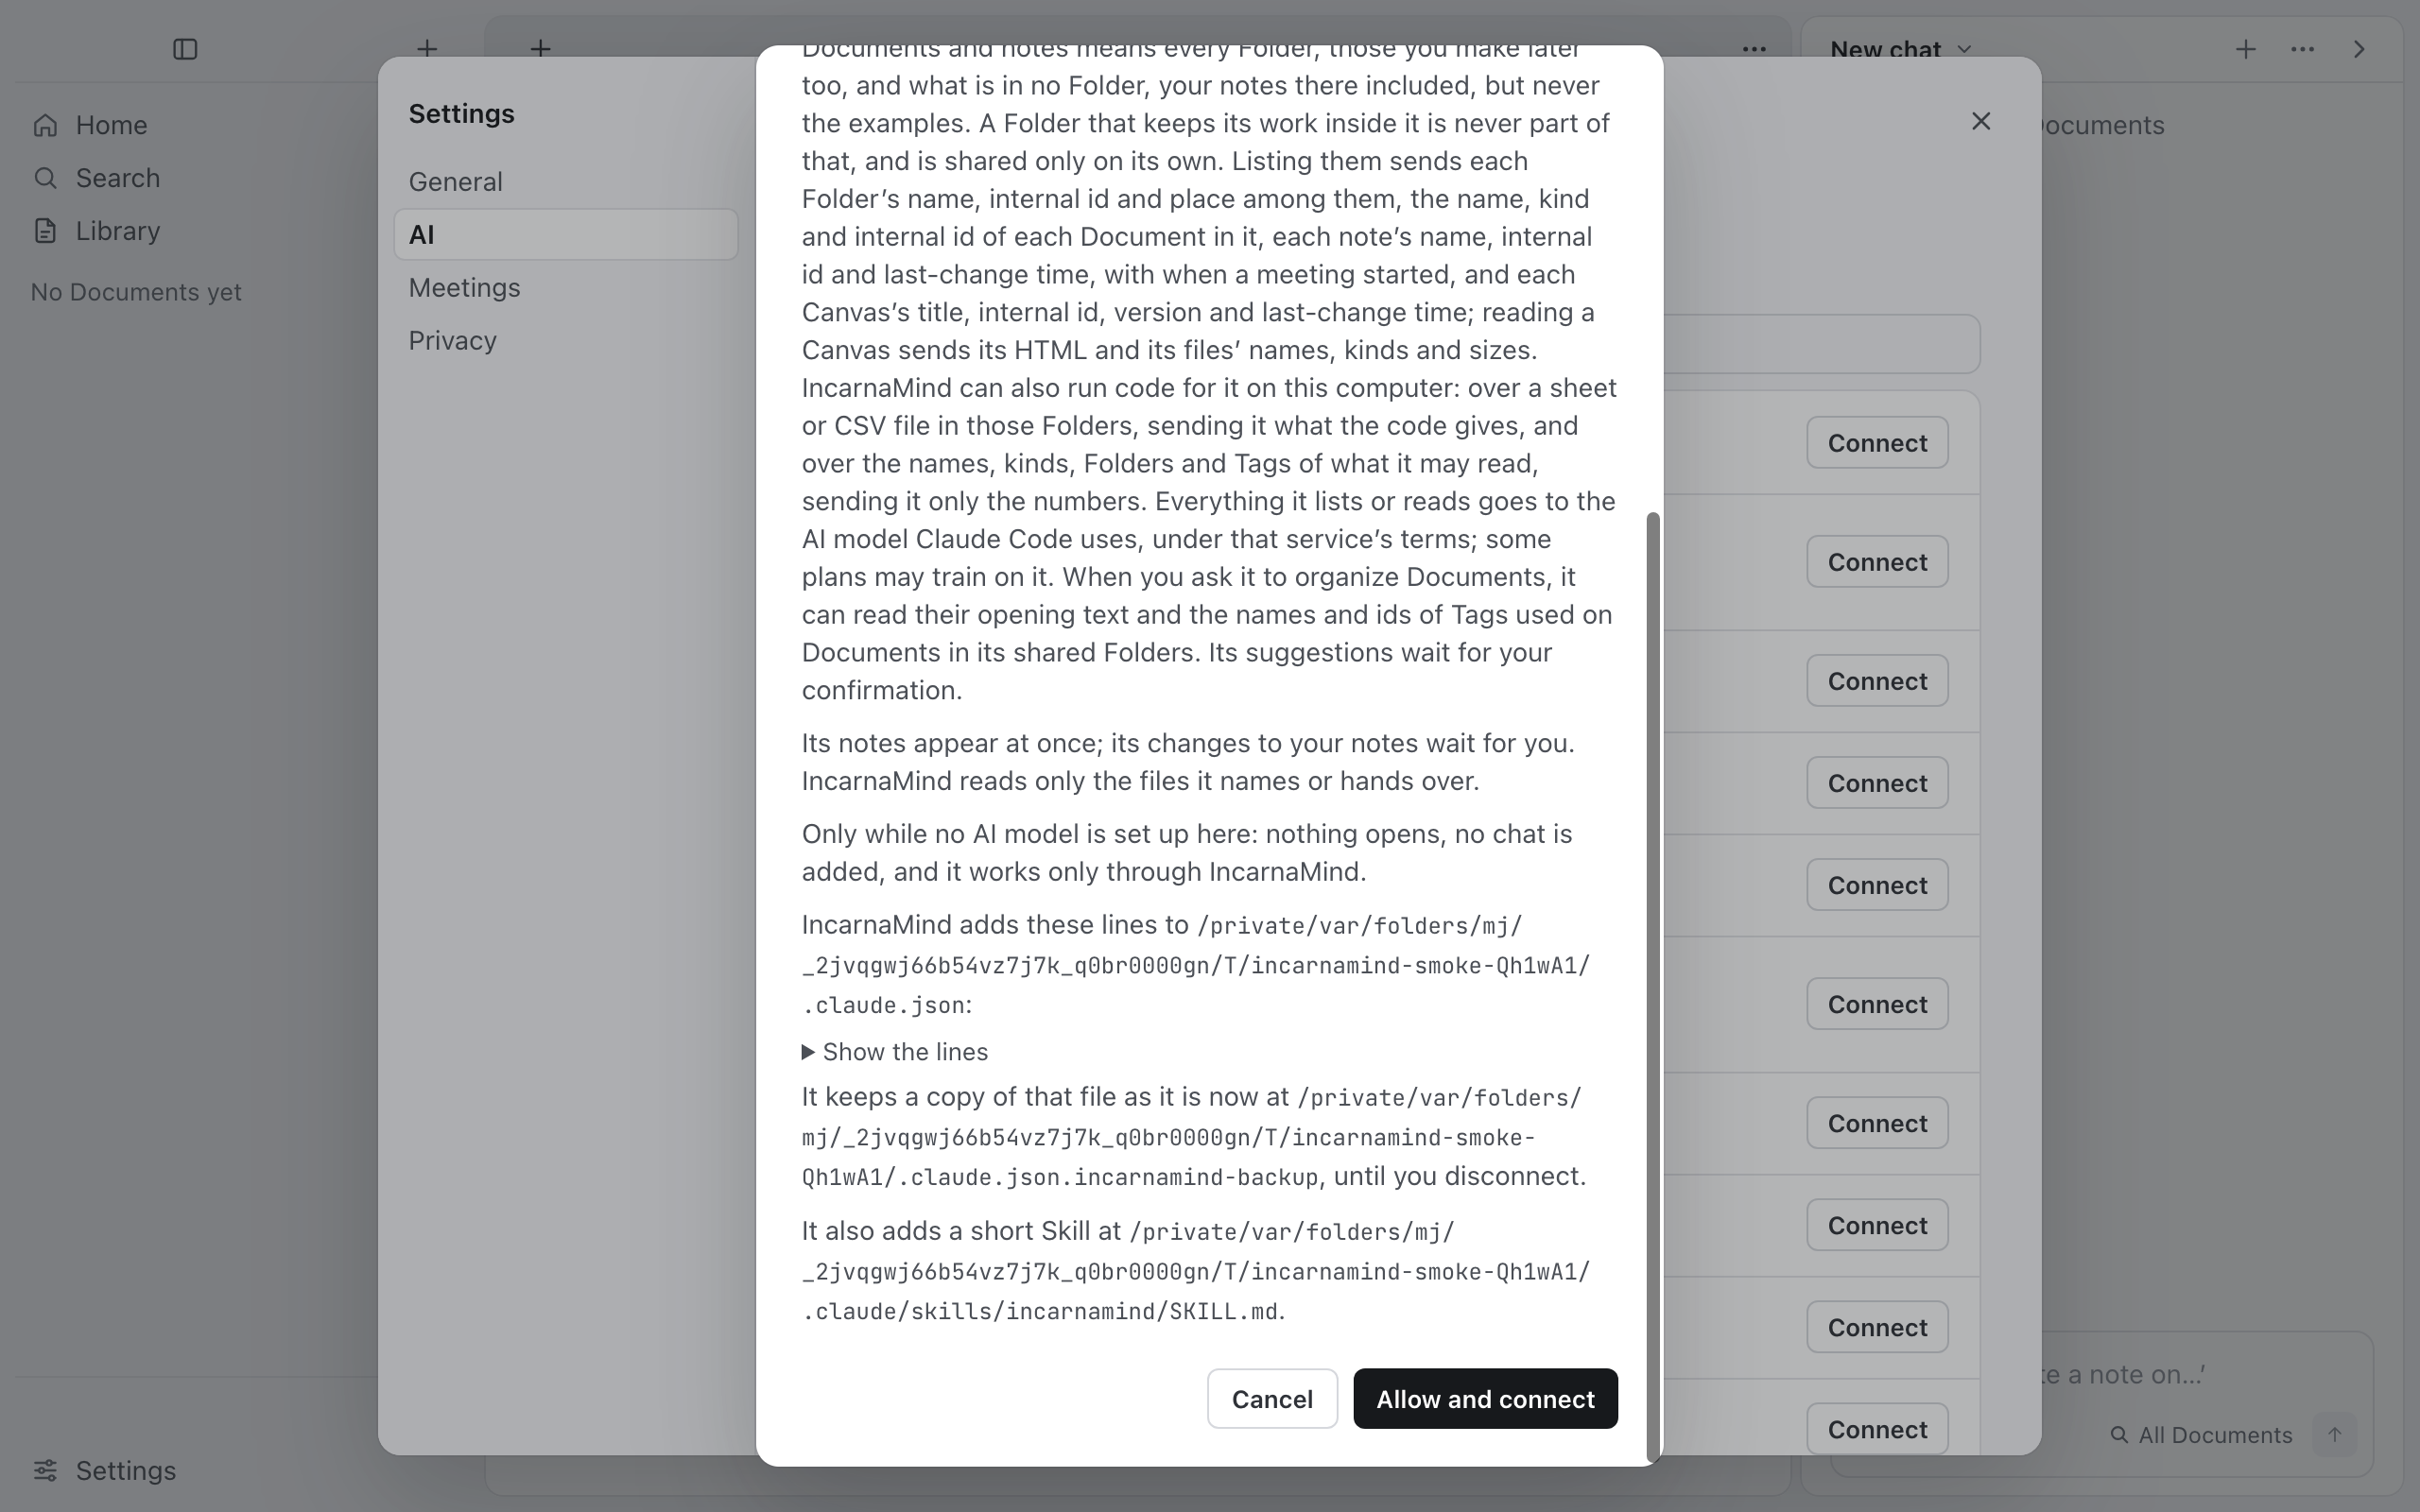 New chat
Home
Search
Library
No Documents yet
Settings
Settings
General
AI
Meetings
Privacy
Documents and notes means every Folder, those you make later
too, and what is in no Folder, your notes there included, but never
the examples. A Folder that keeps its work inside it is never part of
that, and is shared only on its own. Listing them sends each
Folder’s name, internal id and place among them, the name, kind
and internal id of each Document in it, each note’s name, internal
id and last-change time, with when a meeting started, and each
Canvas’s title, internal id, version and last-change time; reading a
Canvas sends its HTML and its files’ names, kinds and sizes.
IncarnaMind can also run code for it on this computer: over a sheet
or CSV file in those Folders, sending it what the code gives, and
over the names, kinds, Folders and Tags of what it may read,
sending it only the numbers. Everything it lists or reads goes to the
AI model Claude Code uses, under that service’s terms; some
plans may train on it. When you ask it to organize Documents, it
can read their opening text and the names and ids of Tags used on
Documents in its shared Folders. Its suggestions wait for your
confirmation.
Its notes appear at once; its changes to your notes wait for you.
IncarnaMind reads only the files it names or hands over.
Only while no AI model is set up here: nothing opens, no chat is
added, and it works only through IncarnaMind.
IncarnaMind adds these lines to /private/var/folders/mj/
_2jvqgwj66b54vz7j7k_q0br0000gn/T/incarnamind-smoke-Qh1wA1/
.claude.json:
Show the lines
It keeps a copy of that file as it is now at /private/var/folders/
mj/_2jvqgwj66b54vz7j7k_q0br0000gn/T/incarnamind-smoke-
Qh1wA1/.claude.json.incarnamind-backup, until you disconnect.
It also adds a short Skill at /private/var/folders/mj/
_2jvqgwj66b54vz7j7k_q0br0000gn/T/incarnamind-smoke-Qh1wA1/
.claude/skills/incarnamind/SKILL.md.
Cancel
Allow and connect
Connect
Connect
Connect
Connect
Connect
Connect
Connect
Connect
Connect
Connect
a note on...’
All Documents